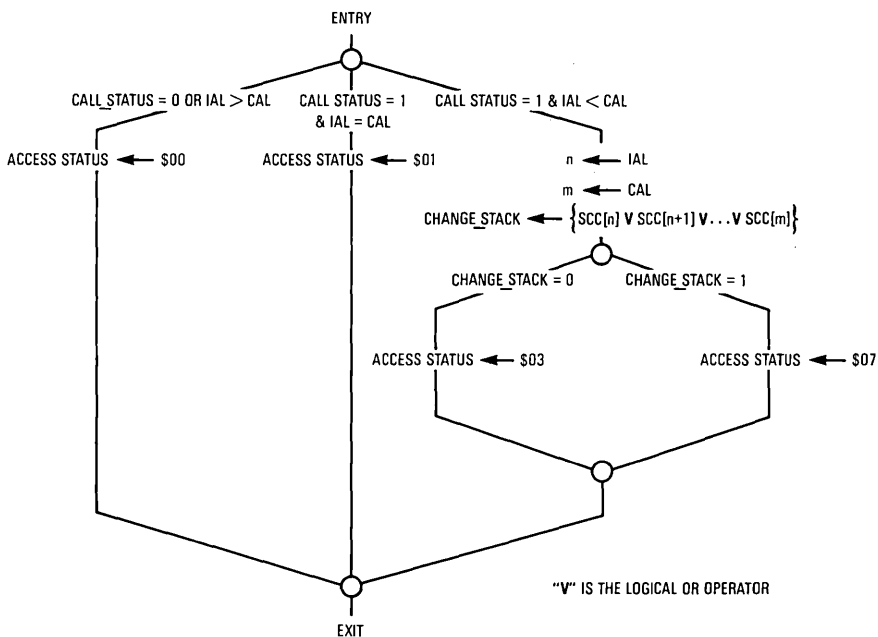 ENTRY
CALL_STATUS = 0 OR IAL > CAL
CALL STATUS = 1
& IAL = CAL
CALL STATUS = 1 & IAL < CAL
ACCESS STATUS ← $00
ACCESS STATUS ← $01
n ← IAL
m ← CAL
CHANGE_STACK ← {SCC[n] V SCC[n+1] V...V SCC[m]}
CHANGE_STACK = 0
CHANGE_STACK = 1
ACCESS STATUS ← $03
ACCESS STATUS ← $07
"V" IS THE LOGICAL OR OPERATOR
EXIT